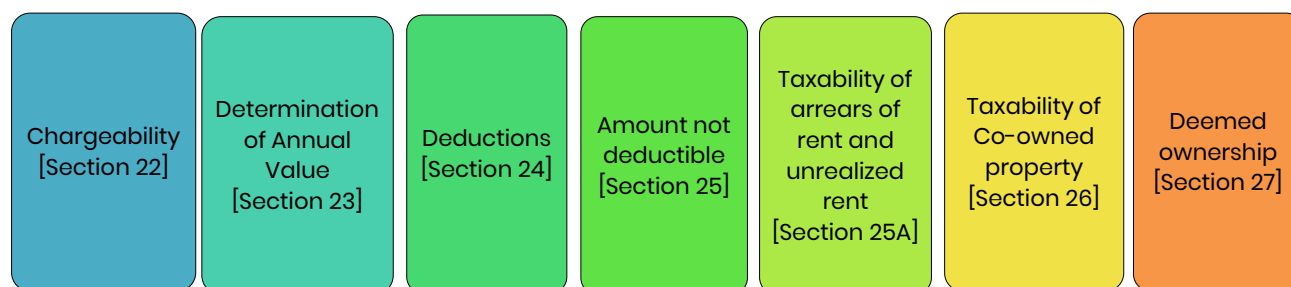 Chargeability
[Section 22]
Determination
of Annual
Value
[Section 23]
Deductions
[Section 24]
Amount not
deductible
[Section 25]
Taxability of
arrears of
rent and
unrealized
rent
[Section 25A]
Taxability of
Co-owned
property
[Section 26]
Deemed
ownership
[Section 27]